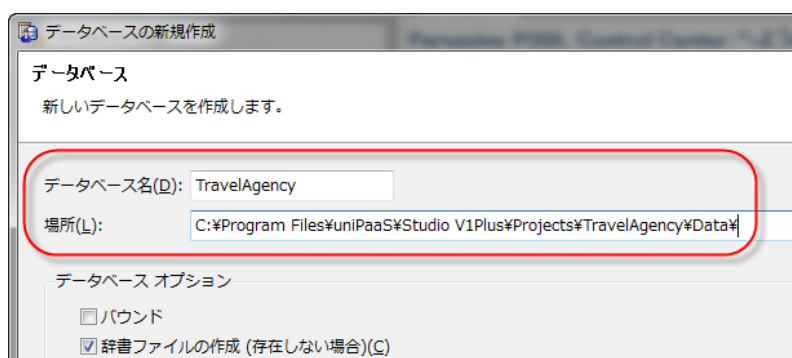 データベースの新規作成
Pervasive PSQL Control Center
データベース
新しいデータベースを作成します。
データベース名(D): TravelAgency
場所(L): C:¥Program Files¥uniPaaS¥Studio V1Plus¥Projects¥TravelAgency¥Data¥
データベース オプション
バウンド
辞書ファイルの作成 (存在しない場合)(C)